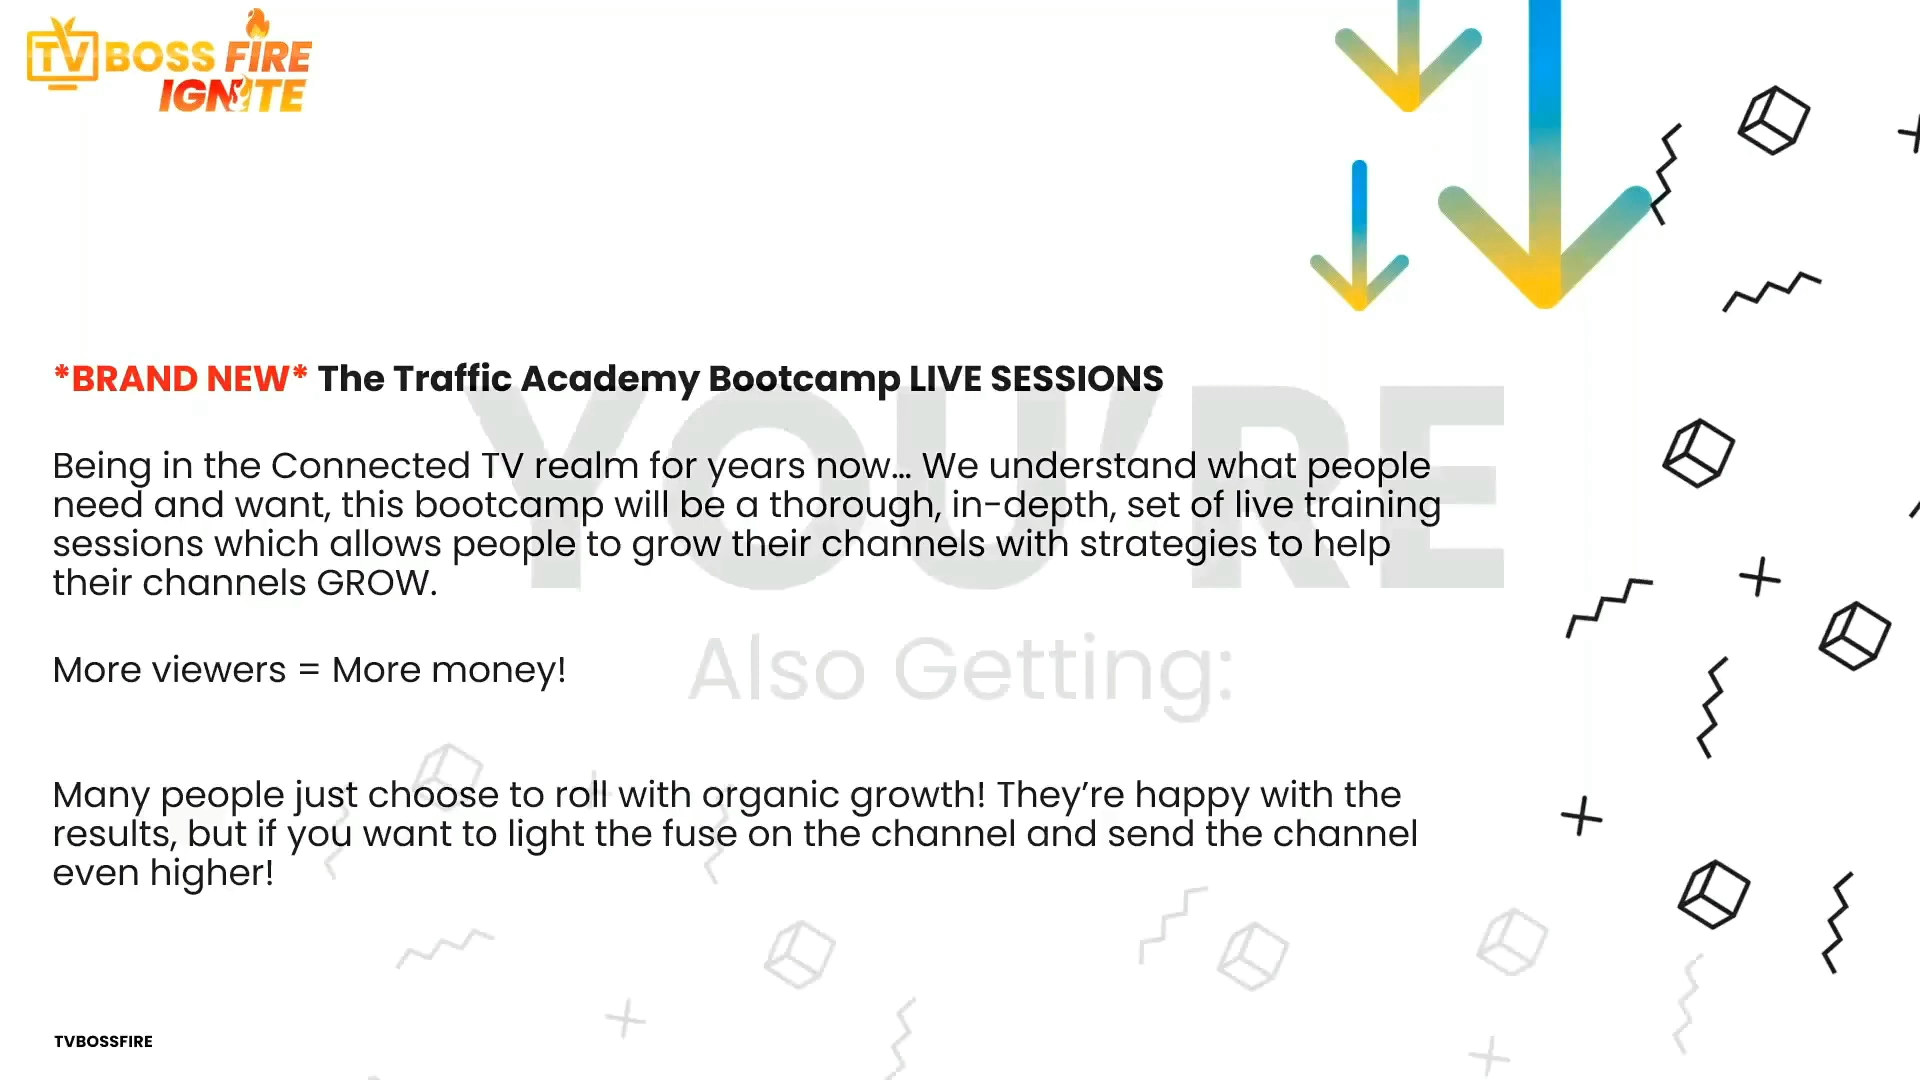 TV BOSS FIRE
IGNITE
*BRAND NEW* The Traffic Academy Bootcamp LIVE SESSIONS
YOU'RE
Being in the Connected TV realm for years now... We understand what people
need and want, this bootcamp will be a thorough, in-depth, set of live training
sessions which allows people to grow their channels with strategies to help
their channels GROW.
Also Getting:
More viewers = More money!
Many people just choose to roll with organic growth! They’re happy with the
results, but if you want to light the fuse on the channel and send the channel
even higher!
TVBOSSFIRE